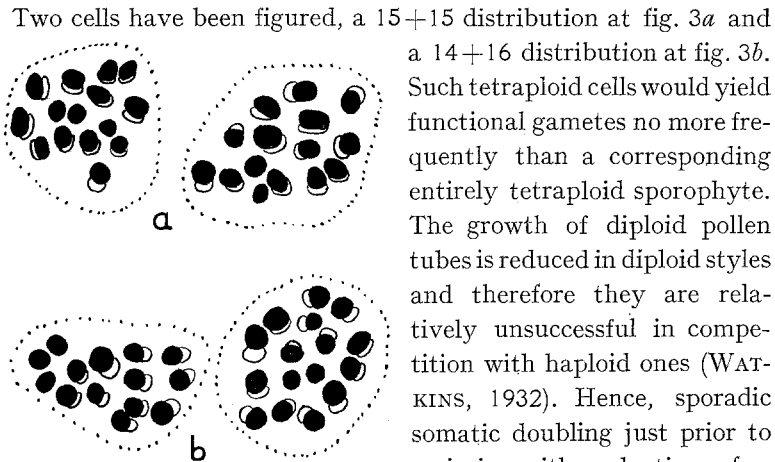 Two cells have been figured, a 15+15 distribution at fig. 3a and
a 14+16 distribution at fig. 3b.
Such tetraploid cells would yield
functional gametes no more fre-
quently than a corresponding
entirely tetraploid sporophyte.
The growth of diploid pollen
tubes is reduced in diploid styles
and therefore they are rela-
tively unsuccessful in compe-
tition with haploid ones (WAT-
KINS, 1932). Hence, sporadic
somatic doubling just prior to
a
b